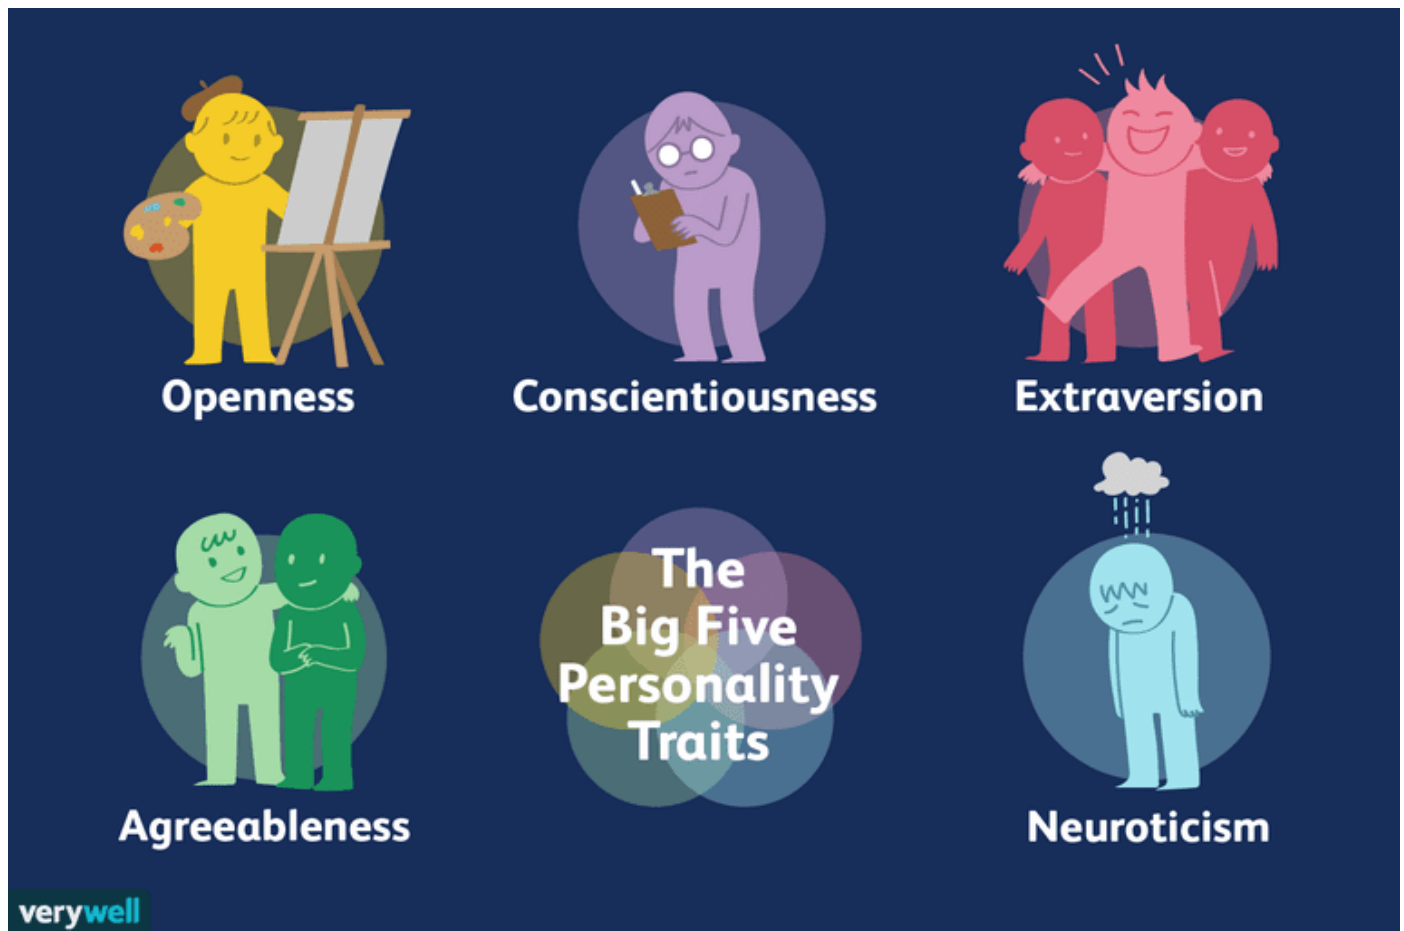 Openness
Conscientiousness
Extraversion
Agreeableness
The
Big Five
Personality
Traits
Neuroticism
verywell